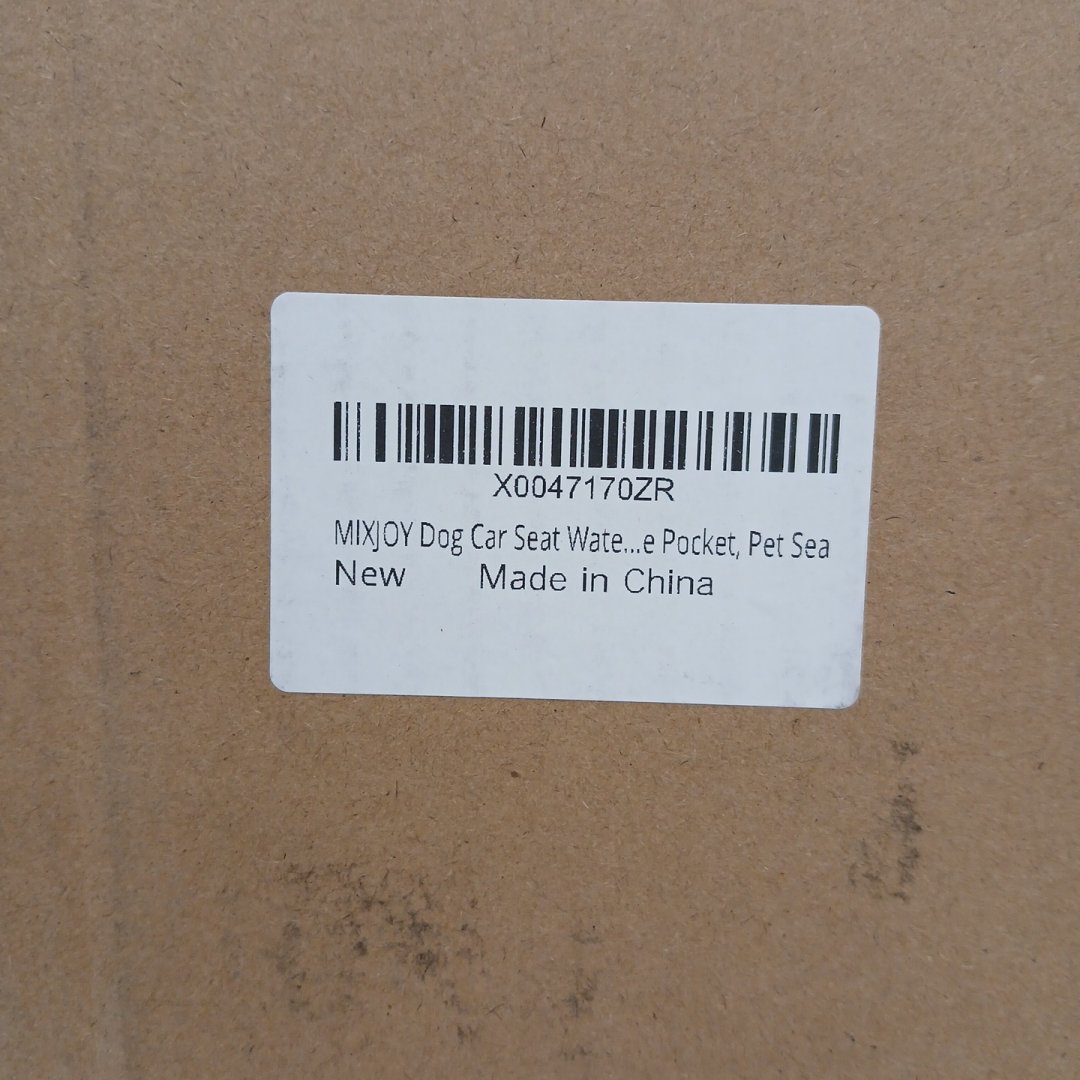 X0047170ZR
MIXJOY Dog Car Seat Wate...e Pocket, Pet Sea
New Made in China